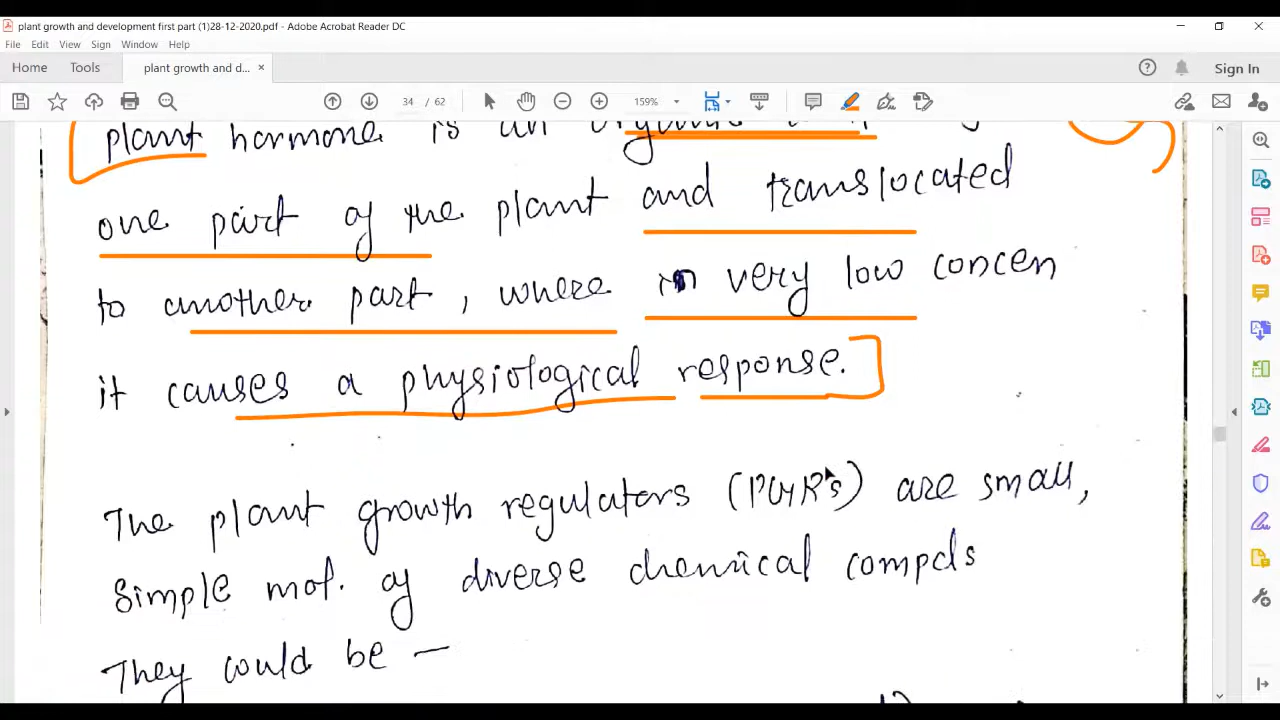 plant growth and development first part (1)28-12-2020.pdf - Adobe Acrobat Reader DC
File Edit View Sign Window Help
Home Tools plant growth and d... × Sign In
34 / 62 159%
plant hormone is an
one part of the plant and translocated
to another part, where in very low concen
it causes a physiological response.
The plant growth regulators (PGR's) are small,
Simple mol. of diverse chemical compds
They could be —